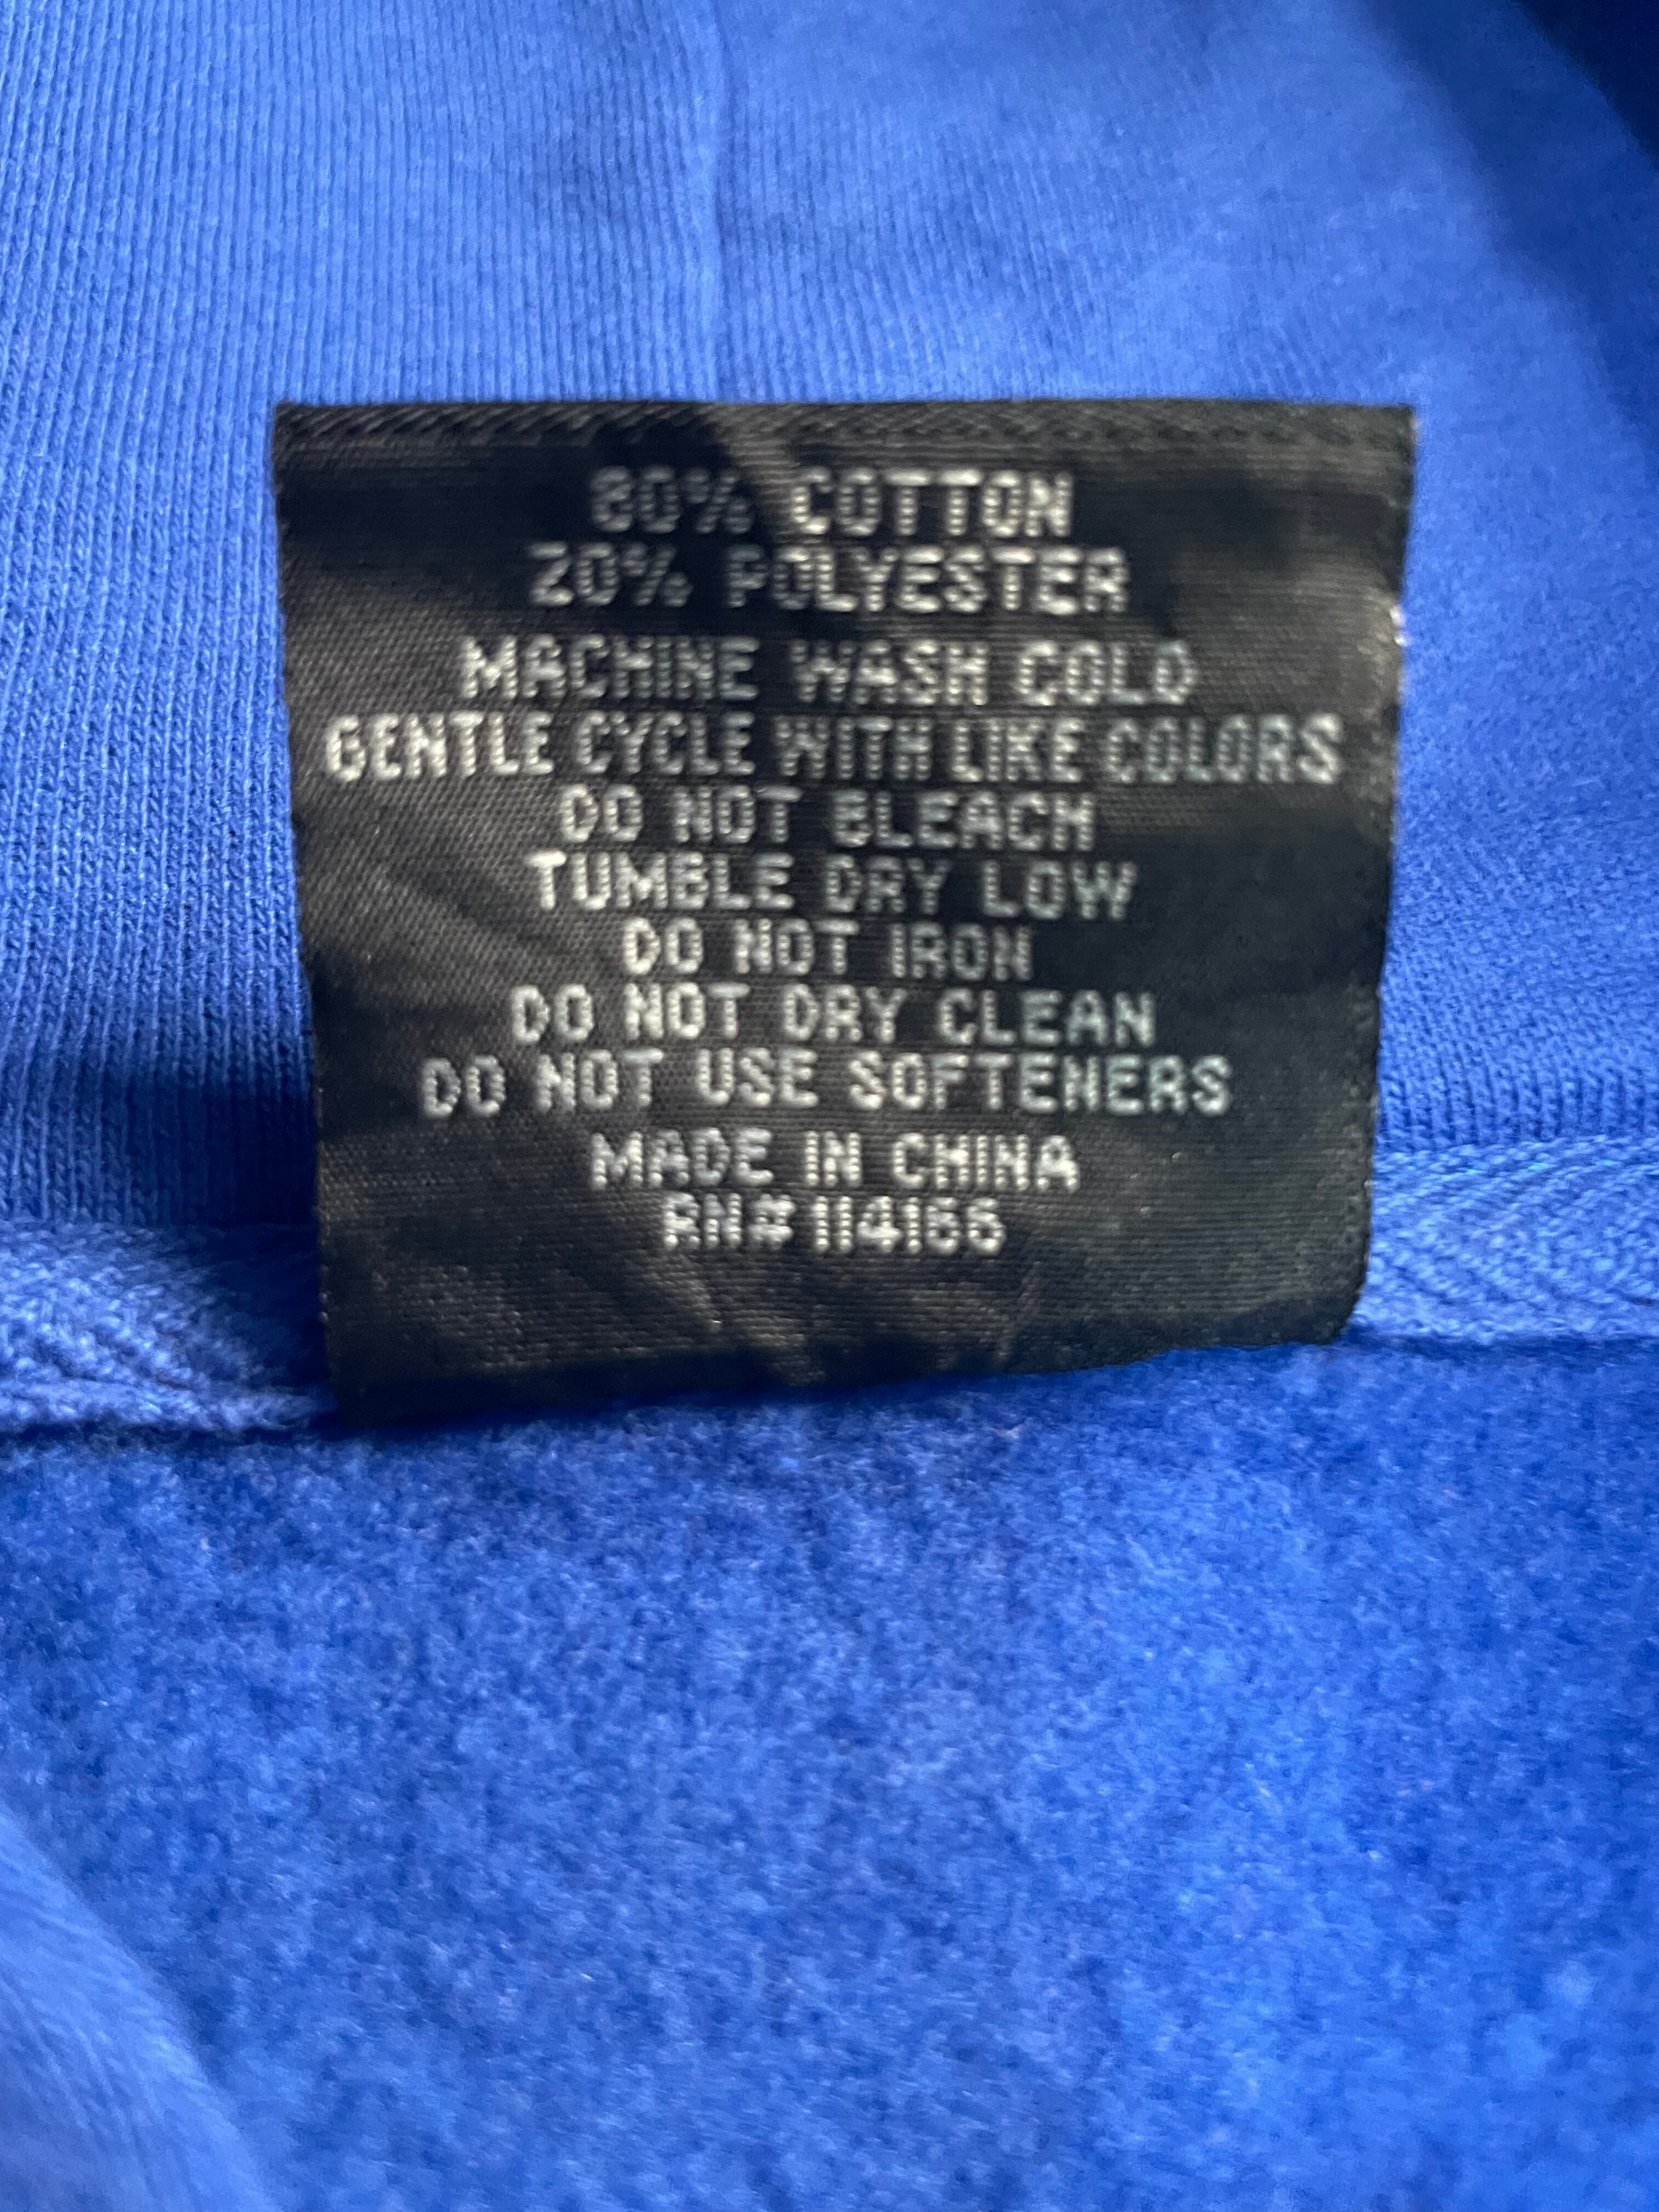 80% COTTON
20% POLYESTER
MACHINE WASH COLD
GENTLE CYCLE WITH LIKE COLORS
DO NOT BLEACH
TUMBLE DRY LOW
DO NOT IRON
DO NOT DRY CLEAN
DO NOT USE SOFTENERS
MADE IN CHINA
RN# 114166